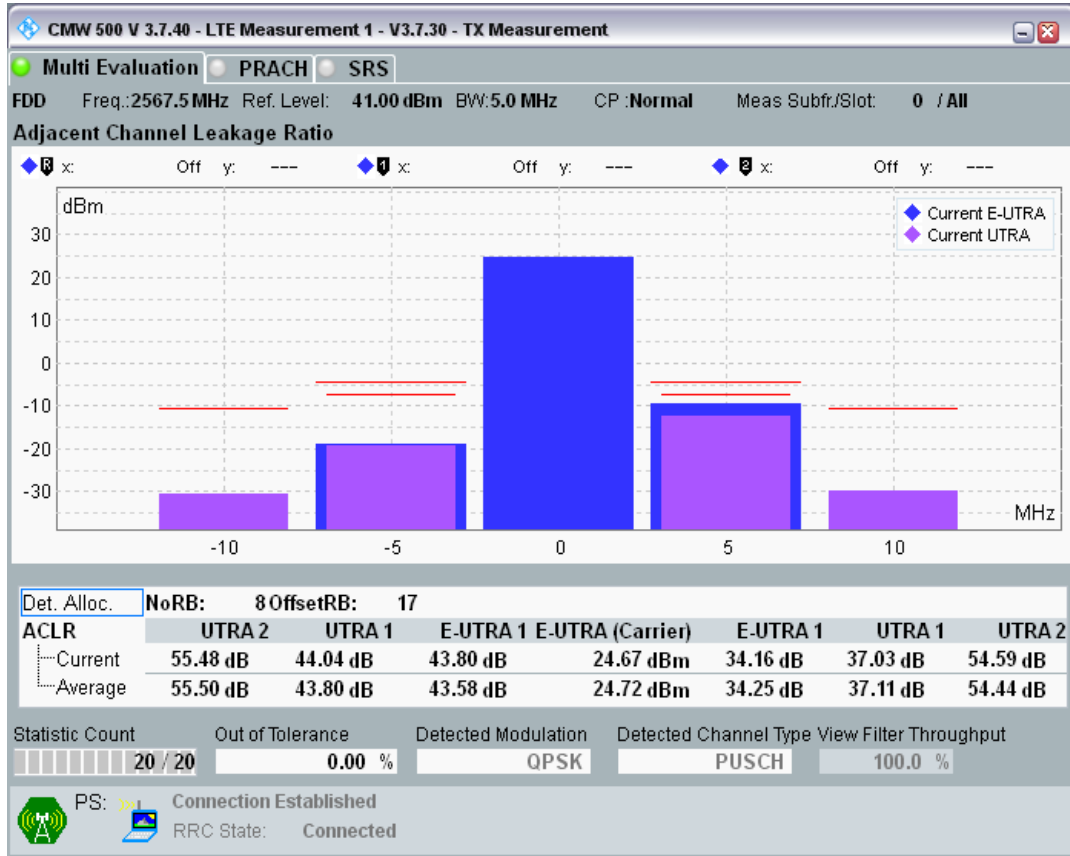 CMW 500 V 3.7.40 - LTE Measurement 1 - V3.7.30 - TX Measurement
Multi Evaluation PRACH SRS
FDD Freq.:2567.5 MHz Ref. Level: 41.00 dBm BW:5.0 MHz CP :Normal Meas Subfr./Slot: 0 / All
Adjacent Channel Leakage Ratio
R x: Off y: --- 1 x: Off y: --- 2 x: Off y: ---
dBm
Current E-UTRA
Current UTRA
30
20
10
0
-10
-20
-30
MHz
-10 -5 0 5 10
Det. Alloc. NoRB: 8 OffsetRB: 17
ACLR UTRA 2 UTRA 1 E-UTRA 1 E-UTRA (Carrier) E-UTRA 1 UTRA 1 UTRA 2
Current 55.48 dB 44.04 dB 43.80 dB 24.67 dBm 34.16 dB 37.03 dB 54.59 dB
Average 55.50 dB 43.80 dB 43.58 dB 24.72 dBm 34.25 dB 37.11 dB 54.44 dB
Statistic Count Out of Tolerance Detected Modulation Detected Channel Type View Filter Throughput
20 / 20 0.00 % QPSK PUSCH 100.0 %
PS: Connection Established
RRC State: Connected